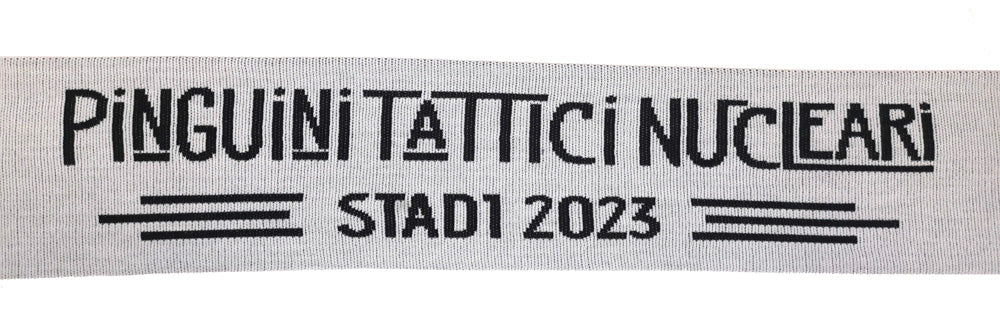 PiNGUiNi TATTiCi NUCLEARi
STADI 2023